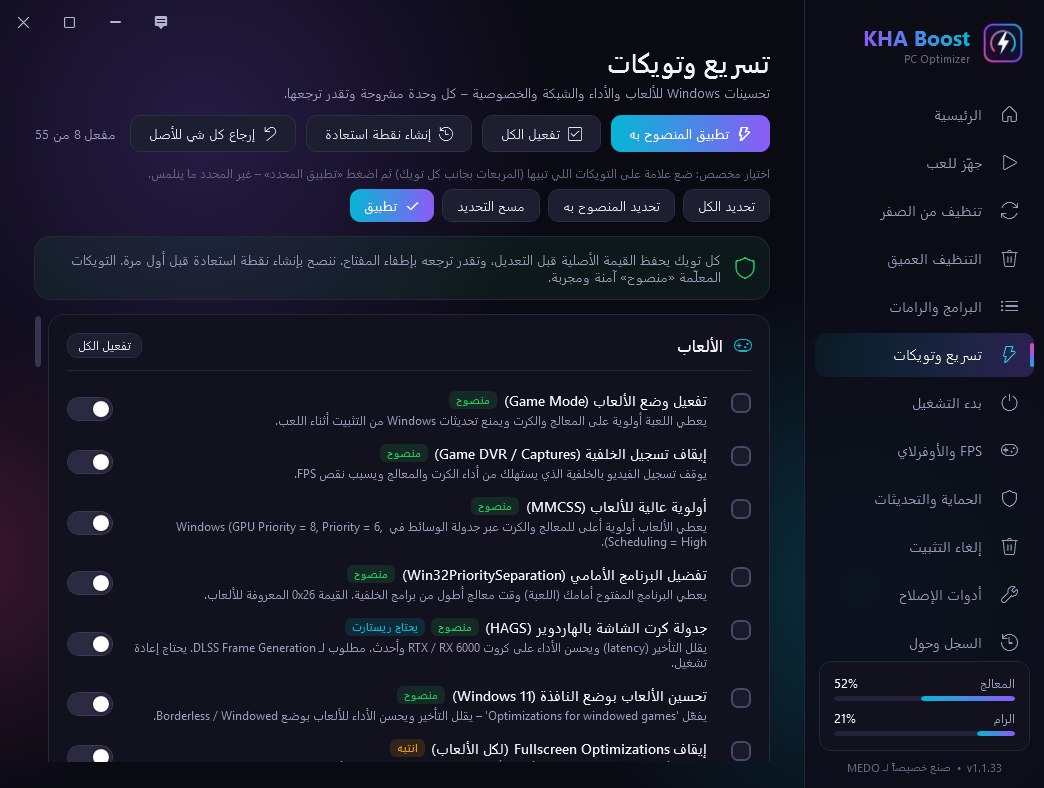 KHA Boost
PC Optimizer
الرئيسية
جهّز للعب
تنظيف من الصفر
التنظيف العميق
البرامج والرامات
تسريع وتويكات
بدء التشغيل
FPS والأوفرلاي
الحماية والتحديثات
إلغاء التثبيت
أدوات الإصلاح
السجل وحول
المعالج 52%
الرام 21%
v1.1.33 • صنع خصيصاً لـ MEDO
تسريع وتويكات
تحسينات Windows للألعاب والأداء والشبكة والخصوصية – كل وحدة مشروحة وتقدر ترجعها.
تطبيق المنصوح به
تفعيل الكل
إنشاء نقطة استعادة
إرجاع كل شي للأصل
مفعل 8 من 55
اختيار مخصص: ضع علامة على التويكات اللي تبيها (المربعات بجانب كل تويك) ثم اضغط «تطبيق المحدد» – غير المحدد ما ينلمس.
تحديد الكل
تحديد المنصوح به
مسح التحديد
تطبيق
كل تويك يحفظ القيمة الأصلية قبل التعديل، وتقدر ترجعه بإطفاء المفتاح. ننصح بإنشاء نقطة استعادة قبل أول مرة. التويكات
المعلّمة «منصوح» آمنة ومجربة.
الألعاب
تفعيل الكل
تفعيل وضع الألعاب (Game Mode) منصوح
يعطي اللعبة أولوية على المعالج والكرت ويمنع تحديثات Windows من التثبيت أثناء اللعب.
إيقاف تسجيل الخلفية (Game DVR / Captures) منصوح
يوقف تسجيل الفيديو بالخلفية الذي يستهلك من أداء الكرت والمعالج ويسبب نقص FPS.
أولوية عالية للألعاب (MMCSS) منصوح
يعطي الألعاب أولوية أعلى للمعالج والكرت عبر جدولة الوسائط في Windows (GPU Priority = 8, Priority = 6,
Scheduling = High).
تفضيل البرنامج الأمامي (Win32PrioritySeparation) منصوح
يعطي البرنامج المفتوح أمامك (اللعبة) وقت معالج أطول من برامج الخلفية. القيمة 0x26 المعروفة للألعاب.
جدولة كرت الشاشة بالهاردوير (HAGS) منصوح يحتاج ريستارت
يقلل التأخير (latency) ويحسن الأداء على كروت RTX / RX 6000 وأحدث. مطلوب لـ DLSS Frame Generation. يحتاج إعادة
تشغيل.
تحسين الألعاب بوضع النافذة (Windows 11) منصوح
يفعّل 'Optimizations for windowed games' – يقلل التأخير ويحسن الأداء للألعاب بوضع Borderless / Windowed.
إيقاف Fullscreen Optimizations (لكل الألعاب) انتبه